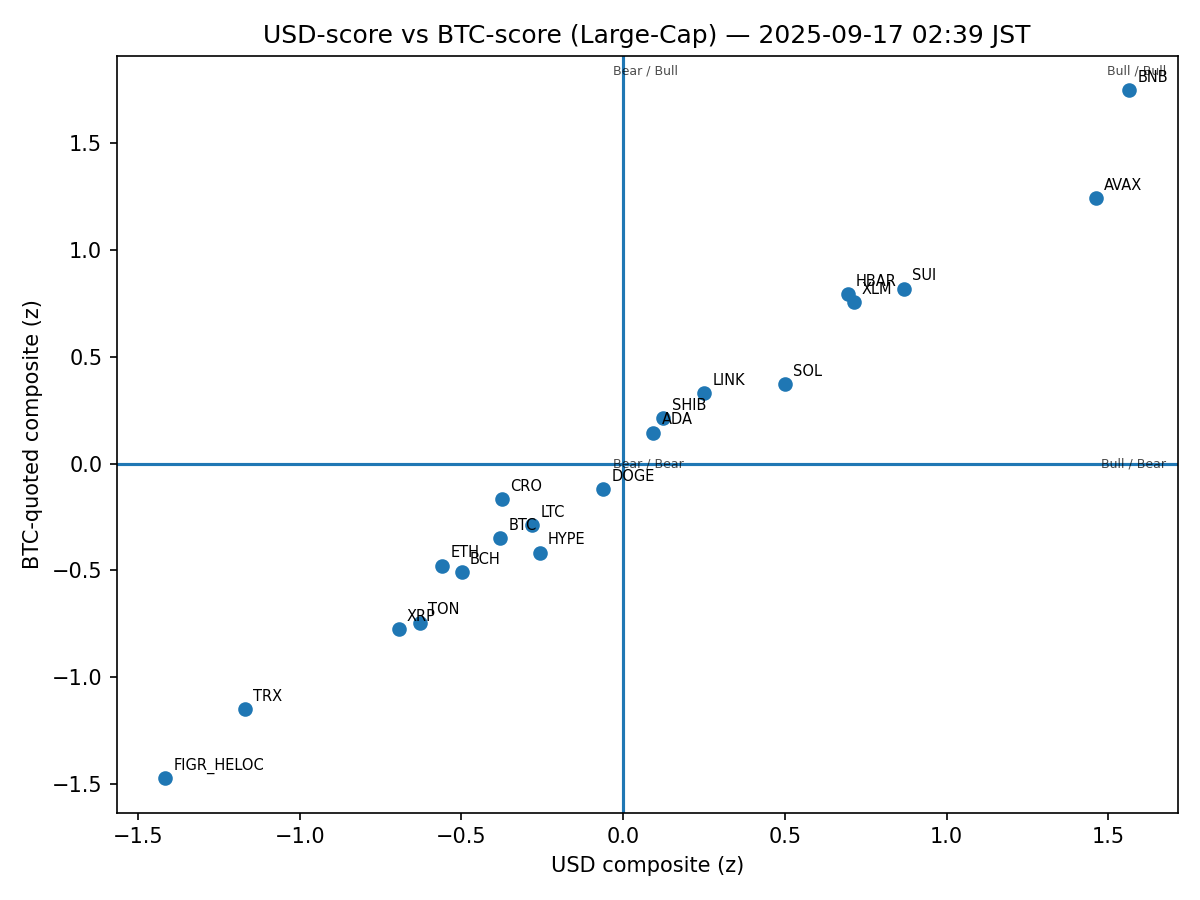 USD-score vs BTC-score (Large-Cap) — 2025-09-17 02:39 JST
Bear / Bull
Bull / Bull
BNB
AVAX
SUI
HBAR
XLM
SOL
LINK
SHIB
ADA
Bear / Bear
Bull / Bear
DOGE
CRO
LTC
BTC
HYPE
ETH
BCH
TON
XRP
TRX
FIGR_HELOC
BTC-quoted composite (z)
1.5
1.0
0.5
0.0
−0.5
−1.0
−1.5
−1.5
−1.0
−0.5
0.0
0.5
1.0
1.5
USD composite (z)